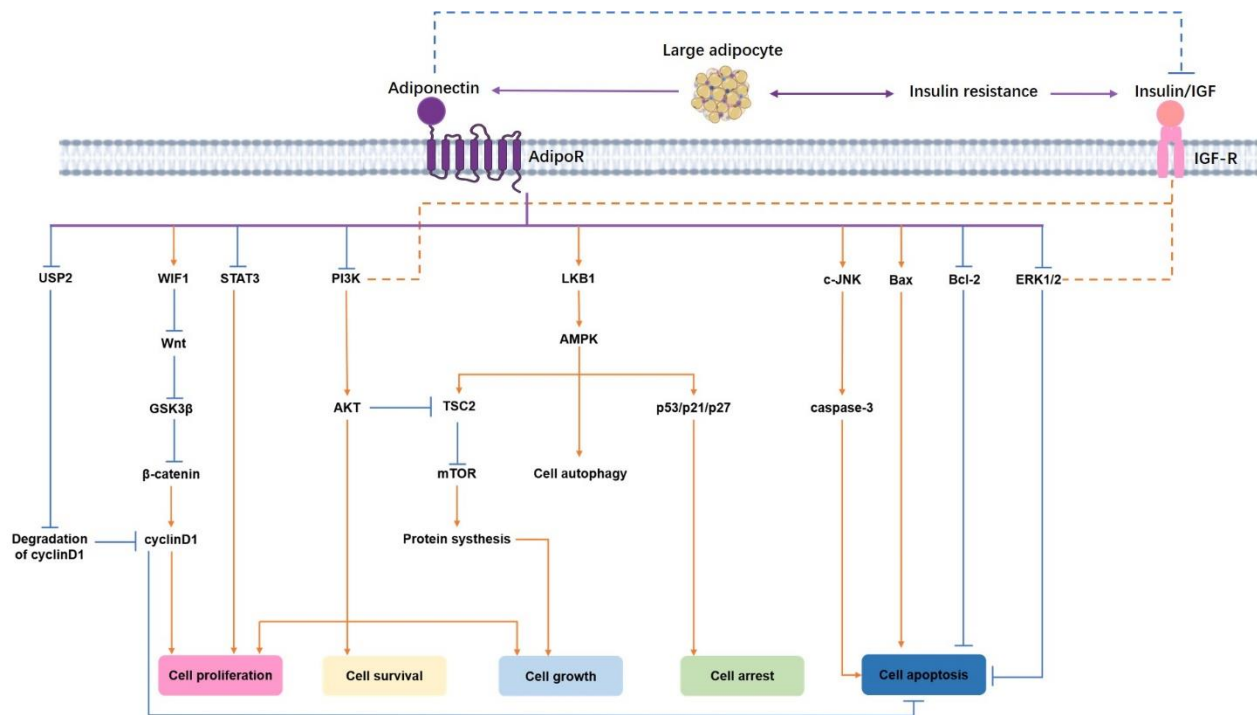 Large adipocyte
Adiponectin
Insulin resistance
Insulin/IGF
AdipoR
IGF-R
USP2
WIF1
STAT3
PI3K
LKB1
c-JNK
Bax
Bcl-2
ERK1/2
Wnt
AMPK
GSK3β
AKT
TSC2
p53/p21/p27
caspase-3
β-catenin
mTOR
Cell autophagy
Degradation
of cyclinD1
cyclinD1
Protein systhesis
Cell proliferation
Cell survival
Cell growth
Cell arrest
Cell apoptosis